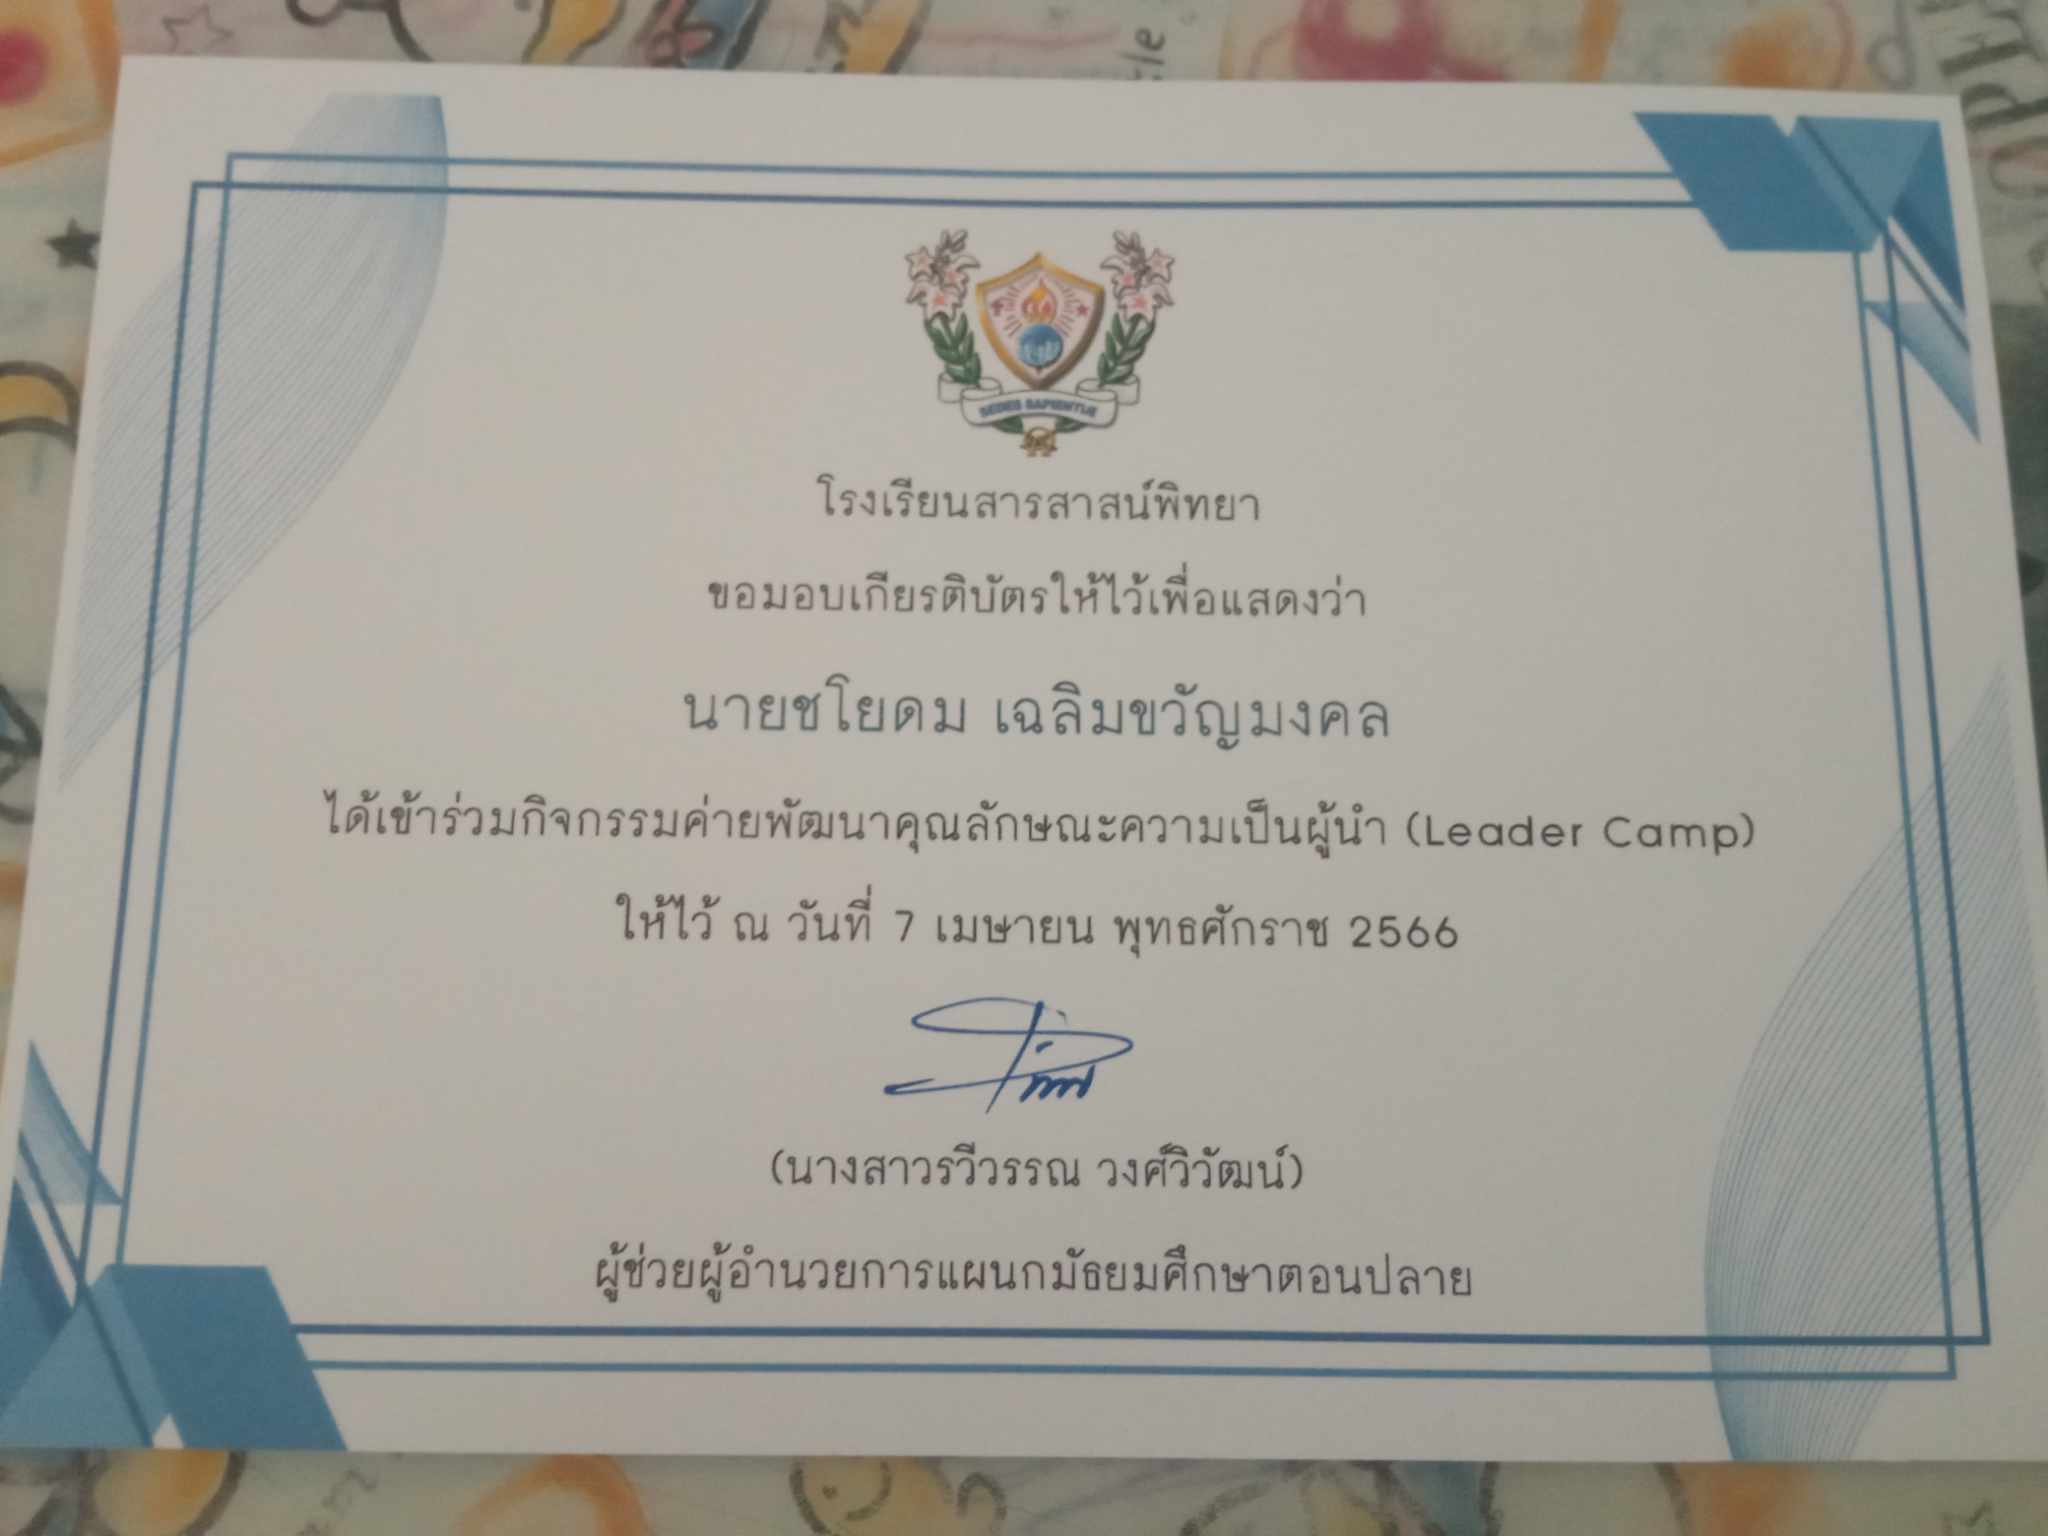 SEDES SAPIENTIÆ
โรงเรียนสารสาสน์พิทยา
ขอมอบเกียรติบัตรให้ไว้เพื่อแสดงว่า
นายชโยดม เฉลิมขวัญมงคล
ได้เข้าร่วมกิจกรรมค่ายพัฒนาคุณลักษณะความเป็นผู้นำ (Leader Camp)
ให้ไว้ ณ วันที่ 7 เมษายน พุทธศักราช 2566
(นางสาวรวีวรรณ วงศ์วิวัฒน์)
ผู้ช่วยผู้อำนวยการแผนกมัธยมศึกษาตอนปลาย